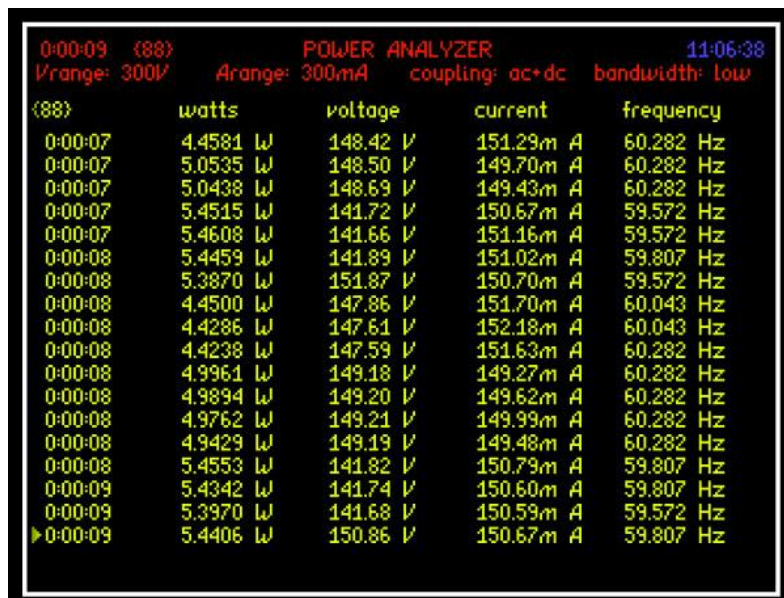 0:00:09 (88) POWER ANALYZER 11:06:38
Vrange: 300V Arange: 300mA coupling: ac+dc bandwidth: low
(88) watts voltage current frequency
0:00:07 4.4581 W 148.42 V 151.29m A 60.282 Hz
0:00:07 5.0535 W 148.50 V 149.70m A 60.282 Hz
0:00:07 5.0438 W 148.69 V 149.43m A 60.282 Hz
0:00:07 5.4515 W 141.72 V 150.67m A 59.572 Hz
0:00:07 5.4608 W 141.66 V 151.16m A 59.572 Hz
0:00:08 5.4459 W 141.89 V 151.02m A 59.807 Hz
0:00:08 5.3870 W 151.87 V 150.70m A 59.572 Hz
0:00:08 4.4500 W 147.86 V 151.70m A 60.043 Hz
0:00:08 4.4286 W 147.61 V 152.18m A 60.043 Hz
0:00:08 4.4238 W 147.59 V 151.63m A 60.282 Hz
0:00:08 4.9961 W 149.18 V 149.27m A 60.282 Hz
0:00:08 4.9894 W 149.20 V 149.62m A 60.282 Hz
0:00:08 4.9762 W 149.21 V 149.99m A 60.282 Hz
0:00:08 4.9429 W 149.19 V 149.48m A 60.282 Hz
0:00:08 5.4553 W 141.82 V 150.79m A 59.807 Hz
0:00:09 5.4342 W 141.74 V 150.60m A 59.807 Hz
0:00:09 5.3970 W 141.68 V 150.59m A 59.572 Hz
0:00:09 5.4406 W 150.86 V 150.67m A 59.807 Hz